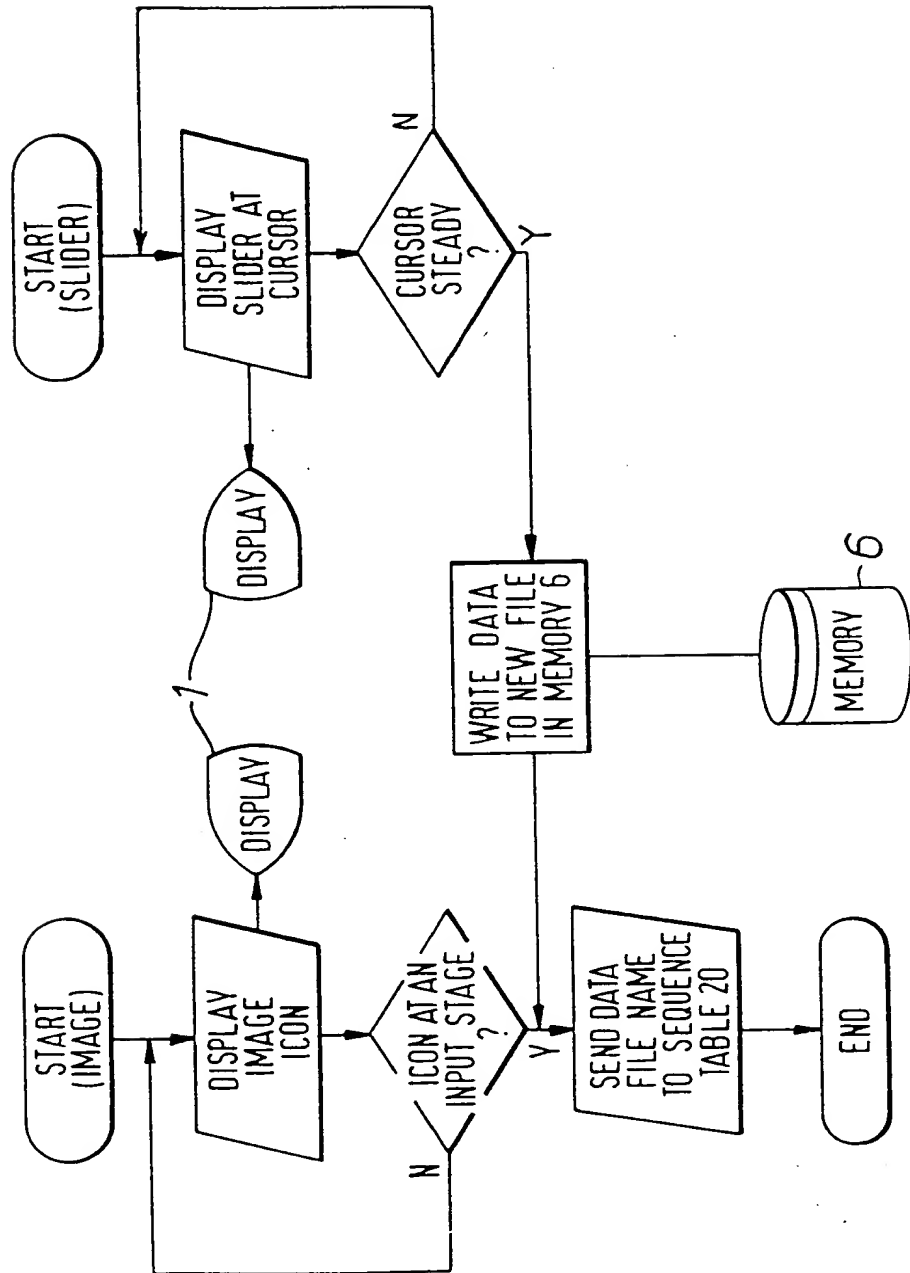 START
(IMAGE)
DISPLAY
IMAGE
ICON
DISPLAY
ICON AT AN
INPUT STAGE
?
N
Y
SEND DATA
FILE NAME
TO SEQUENCE
TABLE 20
END
1
START
(SLIDER)
DISPLAY
SLIDER AT
CURSOR
DISPLAY
CURSOR
STEADY
?
N
Y
WRITE DATA
TO NEW FILE
IN MEMORY 6
MEMORY
6